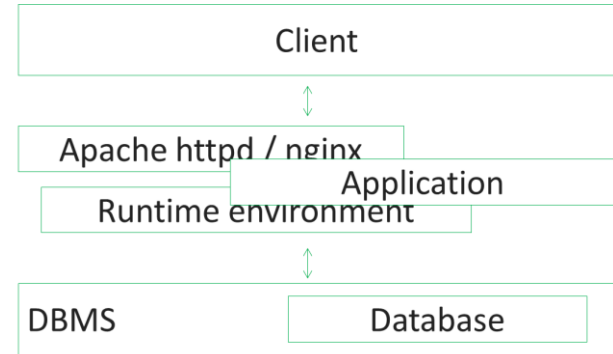 Client
Apache httpd / nginx
Application
Runtime environment
DBMS
Database